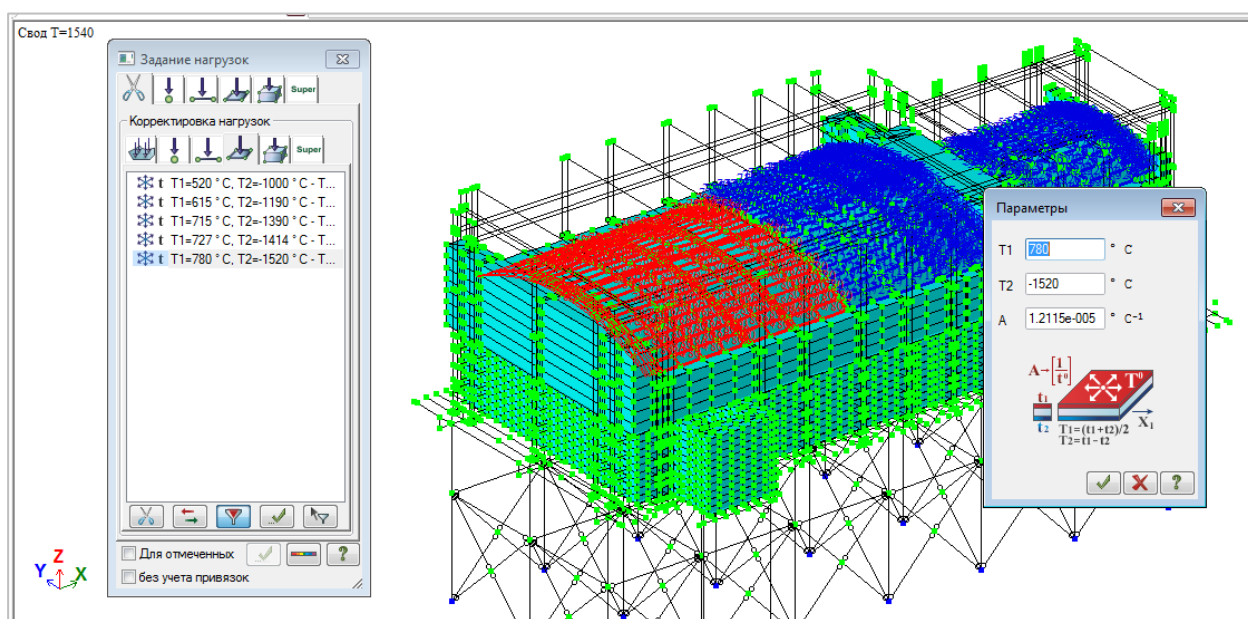 Свод T=1540
Задание нагрузок
Super
Корректировка нагрузок
Super
t T1=520 ° C, T2=-1000 ° C - T...
t T1=615 ° C, T2=-1190 ° C - T...
t T1=715 ° C, T2=-1390 ° C - T...
t T1=727 ° C, T2=-1414 ° C - T...
t T1=780 ° C, T2=-1520 ° C - T...
Для отмеченных
?
без учета привязок
Z
Y
X
Параметры
T1 780 ° C
T2 -1520 ° C
A 1.2115e-005 ° C⁻¹
A→[1/t⁰]
T⁰
t1
t2
X1
T1=(t1+t2)/2
T2=t1-t2
?